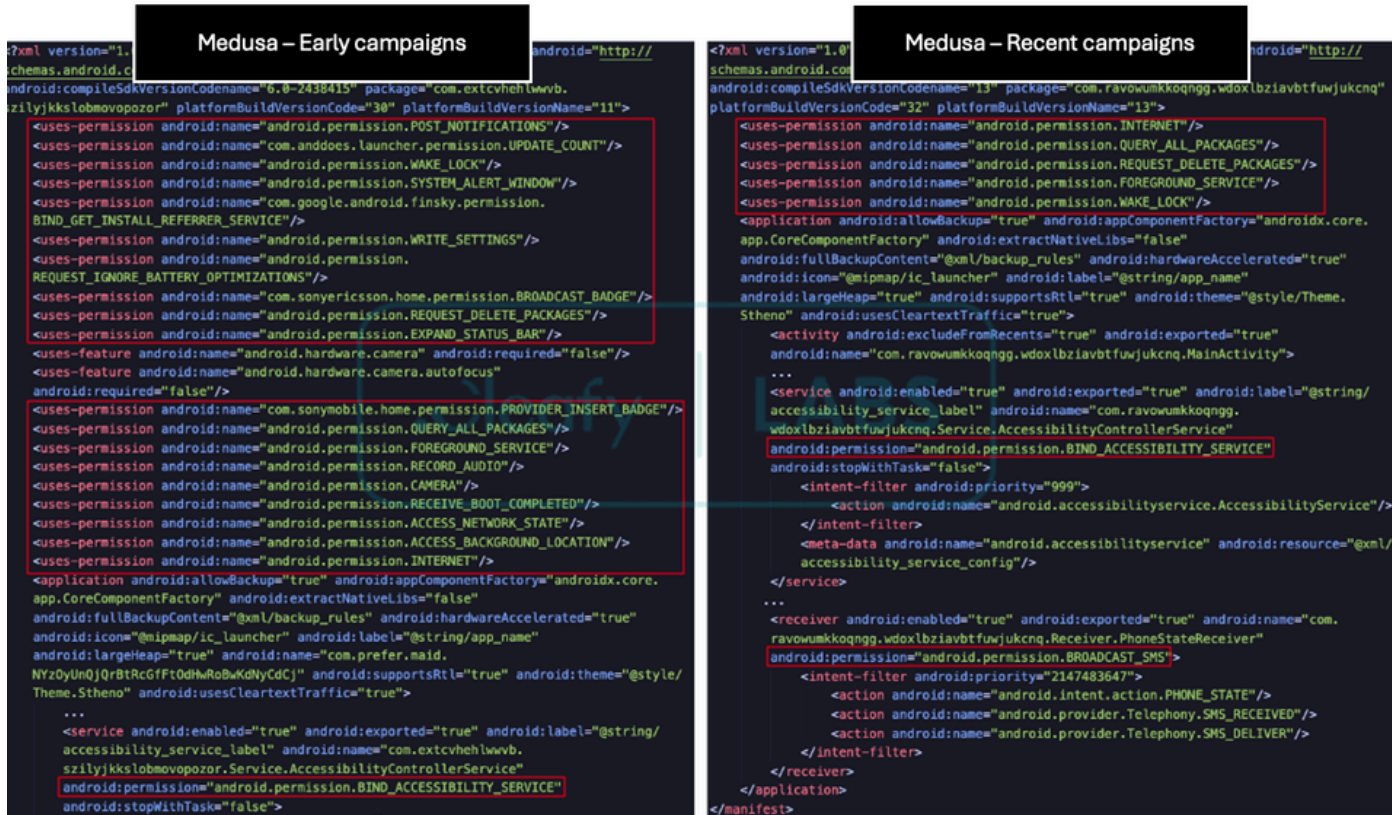 Medusa – Early campaigns
<?xml version="1. android="http://
schemas.android.c
android:compileSdkVersionCodename="6.0-2438415" package="com.extcvhehlwwvb.
szilyjkkslobmovopozor" platformBuildVersionCode="30" platformBuildVersionName="11">
<uses-permission android:name="android.permission.POST_NOTIFICATIONS"/>
<uses-permission android:name="com.anddoes.launcher.permission.UPDATE_COUNT"/>
<uses-permission android:name="android.permission.WAKE_LOCK"/>
<uses-permission android:name="android.permission.SYSTEM_ALERT_WINDOW"/>
<uses-permission android:name="com.google.android.finsky.permission.
BIND_GET_INSTALL_REFERRER_SERVICE"/>
<uses-permission android:name="android.permission.WRITE_SETTINGS"/>
<uses-permission android:name="android.permission.
REQUEST_IGNORE_BATTERY_OPTIMIZATIONS"/>
<uses-permission android:name="com.sonyericsson.home.permission.BROADCAST_BADGE"/>
<uses-permission android:name="android.permission.REQUEST_DELETE_PACKAGES"/>
<uses-permission android:name="android.permission.EXPAND_STATUS_BAR"/>
<uses-feature android:name="android.hardware.camera" android:required="false"/>
<uses-feature android:name="android.hardware.camera.autofocus"
android:required="false"/>
<uses-permission android:name="com.sonymobile.home.permission.PROVIDER_INSERT_BADGE"/>
<uses-permission android:name="android.permission.QUERY_ALL_PACKAGES"/>
<uses-permission android:name="android.permission.FOREGROUND_SERVICE"/>
<uses-permission android:name="android.permission.RECORD_AUDIO"/>
<uses-permission android:name="android.permission.CAMERA"/>
<uses-permission android:name="android.permission.RECEIVE_BOOT_COMPLETED"/>
<uses-permission android:name="android.permission.ACCESS_NETWORK_STATE"/>
<uses-permission android:name="android.permission.ACCESS_BACKGROUND_LOCATION"/>
<uses-permission android:name="android.permission.INTERNET"/>
<application android:allowBackup="true" android:appComponentFactory="androidx.core.
app.CoreComponentFactory" android:extractNativeLibs="false"
android:fullBackupContent="@xml/backup_rules" android:hardwareAccelerated="true"
android:icon="@mipmap/ic_launcher" android:label="@string/app_name"
android:largeHeap="true" android:name="com.prefer.maid.
NYzOyUnQjQrBtRcGfFtOdHwRoBwKdNyCdCj" android:supportsRtl="true" android:theme="@style/
Theme.Stheno" android:usesCleartextTraffic="true">
...
<service android:enabled="true" android:exported="true" android:label="@string/
accessibility_service_label" android:name="com.extcvhehlwwvb.
szilyjkkslobmovopozor.Service.AccessibilityControllerService"
android:permission="android.permission.BIND_ACCESSIBILITY_SERVICE"
android:stopWithTask="false">
Medusa – Recent campaigns
<?xml version="1.0" ndroid="http://
schemas.android.com
android:compileSdkVersionCodename="13" package="com.ravowumkkoqngg.wdoxlbziavbtfuwjukcnq"
platformBuildVersionCode="32" platformBuildVersionName="13">
<uses-permission android:name="android.permission.INTERNET"/>
<uses-permission android:name="android.permission.QUERY_ALL_PACKAGES"/>
<uses-permission android:name="android.permission.REQUEST_DELETE_PACKAGES"/>
<uses-permission android:name="android.permission.FOREGROUND_SERVICE"/>
<uses-permission android:name="android.permission.WAKE_LOCK"/>
<application android:allowBackup="true" android:appComponentFactory="androidx.core.
app.CoreComponentFactory" android:extractNativeLibs="false"
android:fullBackupContent="@xml/backup_rules" android:hardwareAccelerated="true"
android:icon="@mipmap/ic_launcher" android:label="@string/app_name"
android:largeHeap="true" android:supportsRtl="true" android:theme="@style/Theme.
Stheno" android:usesCleartextTraffic="true">
<activity android:excludeFromRecents="true" android:exported="true"
android:name="com.ravowumkkoqngg.wdoxlbziavbtfuwjukcnq.MainActivity">
...
<service android:enabled="true" android:exported="true" android:label="@string/
accessibility_service_label" android:name="com.ravowumkkoqngg.
wdoxlbziavbtfuwjukcnq.Service.AccessibilityControllerService"
android:permission="android.permission.BIND_ACCESSIBILITY_SERVICE"
android:stopWithTask="false">
<intent-filter android:priority="999">
<action android:name="android.accessibilityservice.AccessibilityService"/>
</intent-filter>
<meta-data android:name="android.accessibilityservice" android:resource="@xml/
accessibility_service_config"/>
</service>
...
<receiver android:enabled="true" android:exported="true" android:name="com.
ravowumkkoqngg.wdoxlbziavbtfuwjukcnq.Receiver.PhoneStateReceiver"
android:permission="android.permission.BROADCAST_SMS">
<intent-filter android:priority="2147483647">
<action android:name="android.intent.action.PHONE_STATE"/>
<action android:name="android.provider.Telephony.SMS_RECEIVED"/>
<action android:name="android.provider.Telephony.SMS_DELIVER"/>
</intent-filter>
</receiver>
</application>
</manifest>
Cleafy | LABS